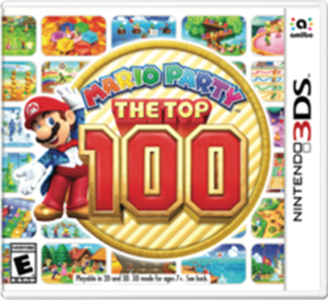 amiibo
NINTENDO 3DS
MARIO PARTY
THE TOP
100
EVERYONE
E
Playable in 2D and 3D. 3D mode for ages 7+. See back.